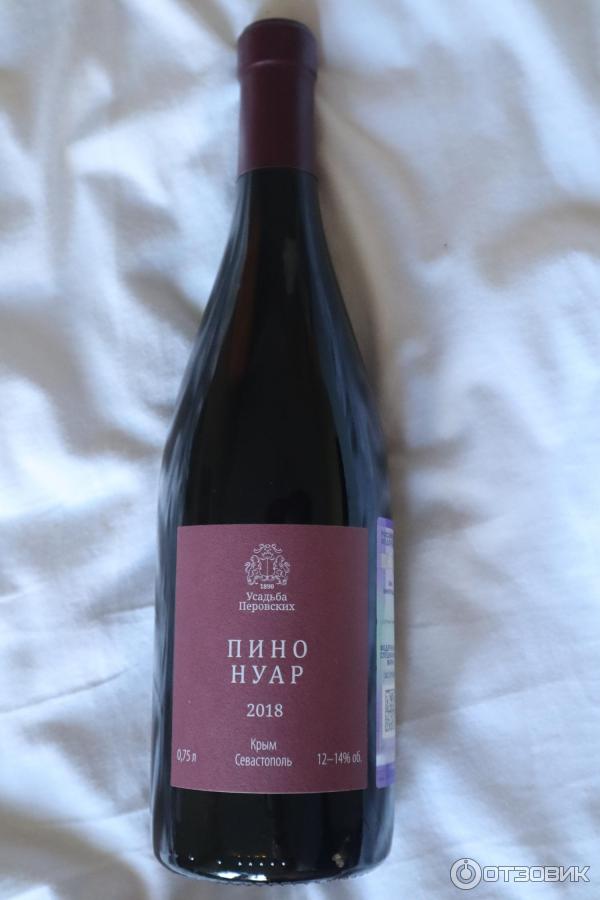 1890
Усадьба
Перовских
ПИНО
НУАР
2018
0,75 л
Крым
Севастополь
12–14% об.
ОТЗОВИК